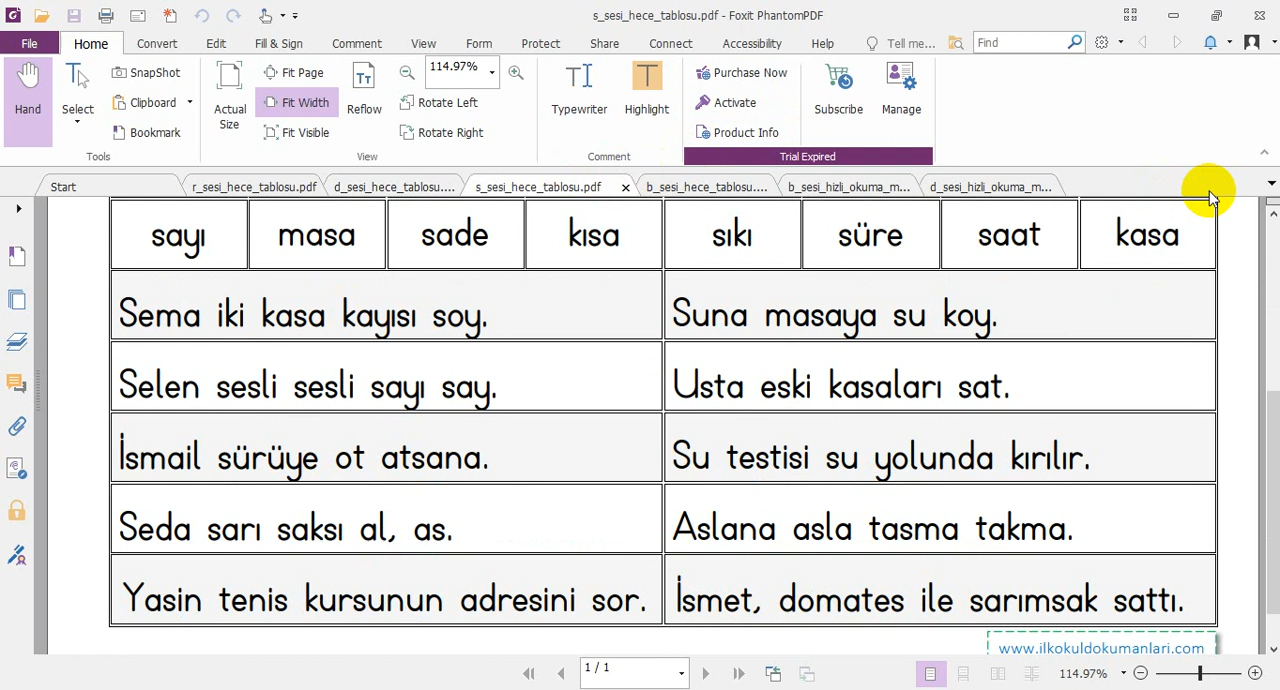 s_sesi_hece_tablosu.pdf - Foxit PhantomPDF
File Home Convert Edit Fill & Sign Comment View Form Protect Share Connect Accessibility Help Tell me... Find
Hand
Select
SnapShot
Clipboard
Bookmark
Tools
Actual Size
Fit Page
Fit Width
Fit Visible
Reflow
114.97%
Rotate Left
Rotate Right
View
Typewriter
Highlight
Comment
Purchase Now
Activate
Product Info
Trial Expired
Subscribe
Manage
Start r_sesi_hece_tablosu.pdf d_sesi_hece_tablosu.... s_sesi_hece_tablosu.pdf b_sesi_hece_tablosu.... b_sesi_hizli_okuma_m... d_sesi_hizli_okuma_m...
sayı masa sade kısa sıkı süre saat kasa
Sema iki kasa kayısı soy. Suna masaya su koy.
Selen sesli sesli sayı say. Usta eski kasaları sat.
İsmail sürüye ot atsana. Su testisi su yolunda kırılır.
Seda sarı saksı al, as. Aslana asla tasma takma.
Yasin tenis kursunun adresini sor. İsmet, domates ile sarımsak sattı.
www.ilkokuldokumanlari.com
1 / 1 114.97%